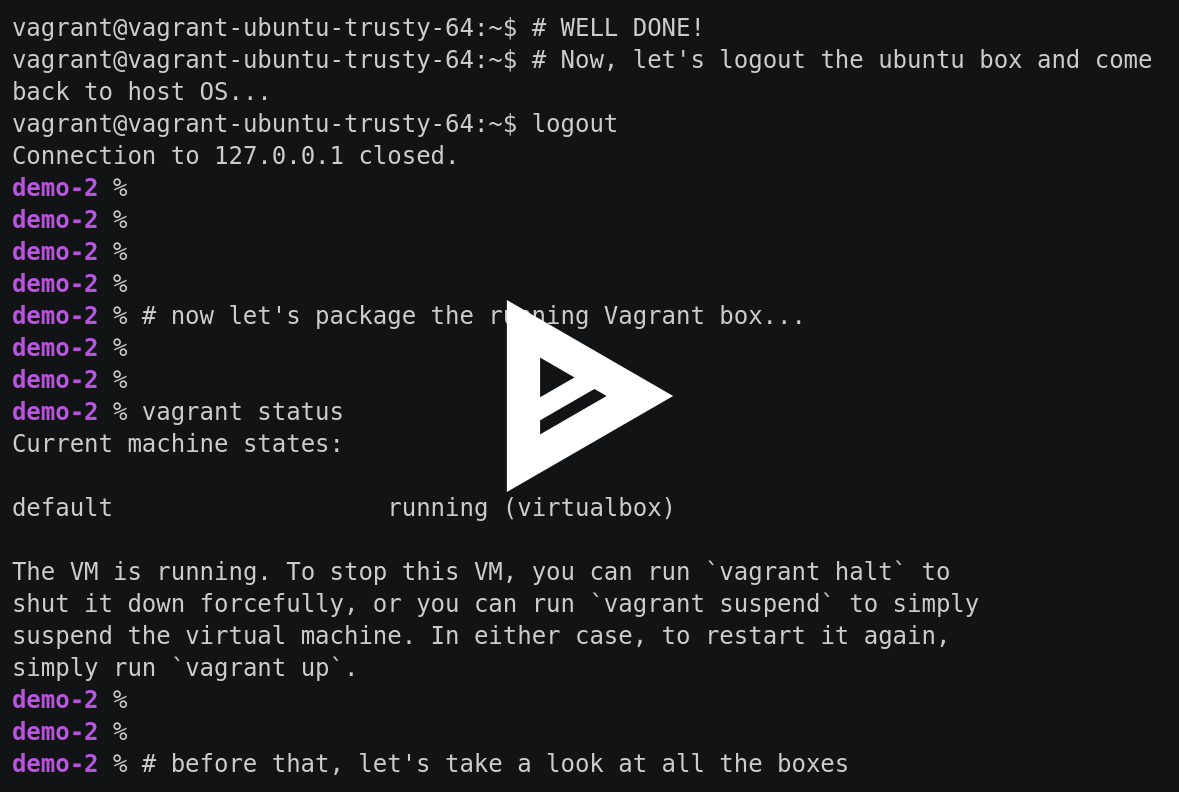 vagrant@vagrant-ubuntu-trusty-64:~$ # WELL DONE!
vagrant@vagrant-ubuntu-trusty-64:~$ # Now, let's logout the ubuntu box and come
back to host OS...
vagrant@vagrant-ubuntu-trusty-64:~$ logout
Connection to 127.0.0.1 closed.
demo-2 %
demo-2 %
demo-2 %
demo-2 %
demo-2 % # now let's package the running Vagrant box...
demo-2 %
demo-2 %
demo-2 % vagrant status
Current machine states:
default                   running (virtualbox)
The VM is running. To stop this VM, you can run `vagrant halt` to
shut it down forcefully, or you can run `vagrant suspend` to simply
suspend the virtual machine. In either case, to restart it again,
simply run `vagrant up`.
demo-2 %
demo-2 %
demo-2 % # before that, let's take a look at all the boxes